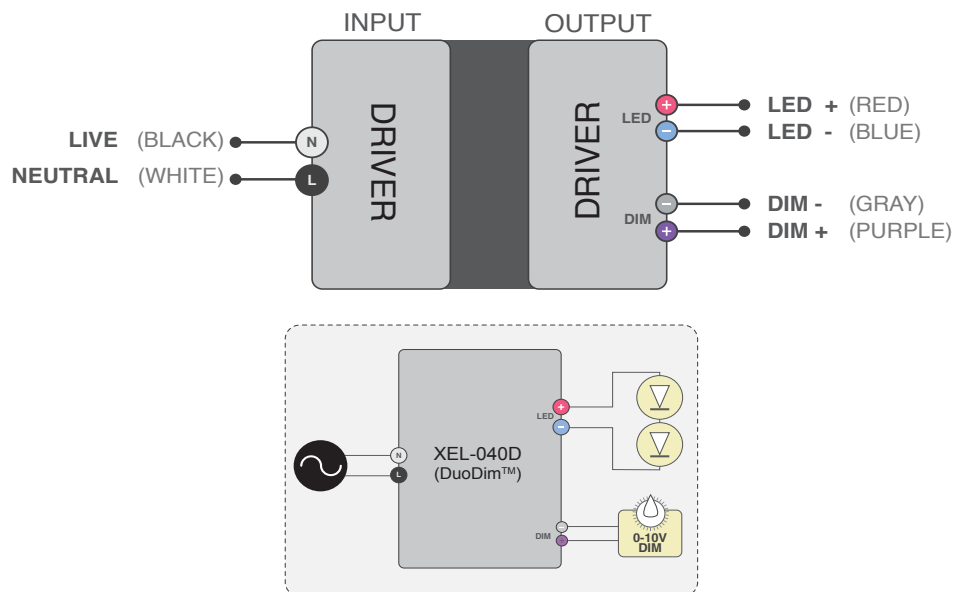 INPUT
OUTPUT
DRIVER
DRIVER
LIVE (BLACK)
N
NEUTRAL (WHITE)
L
LED
+
LED + (RED)
−
LED - (BLUE)
DIM
−
DIM - (GRAY)
+
DIM + (PURPLE)
XEL-040D
(DuoDim™)
N
L
LED
+
−
DIM
−
+
0-10V
DIM